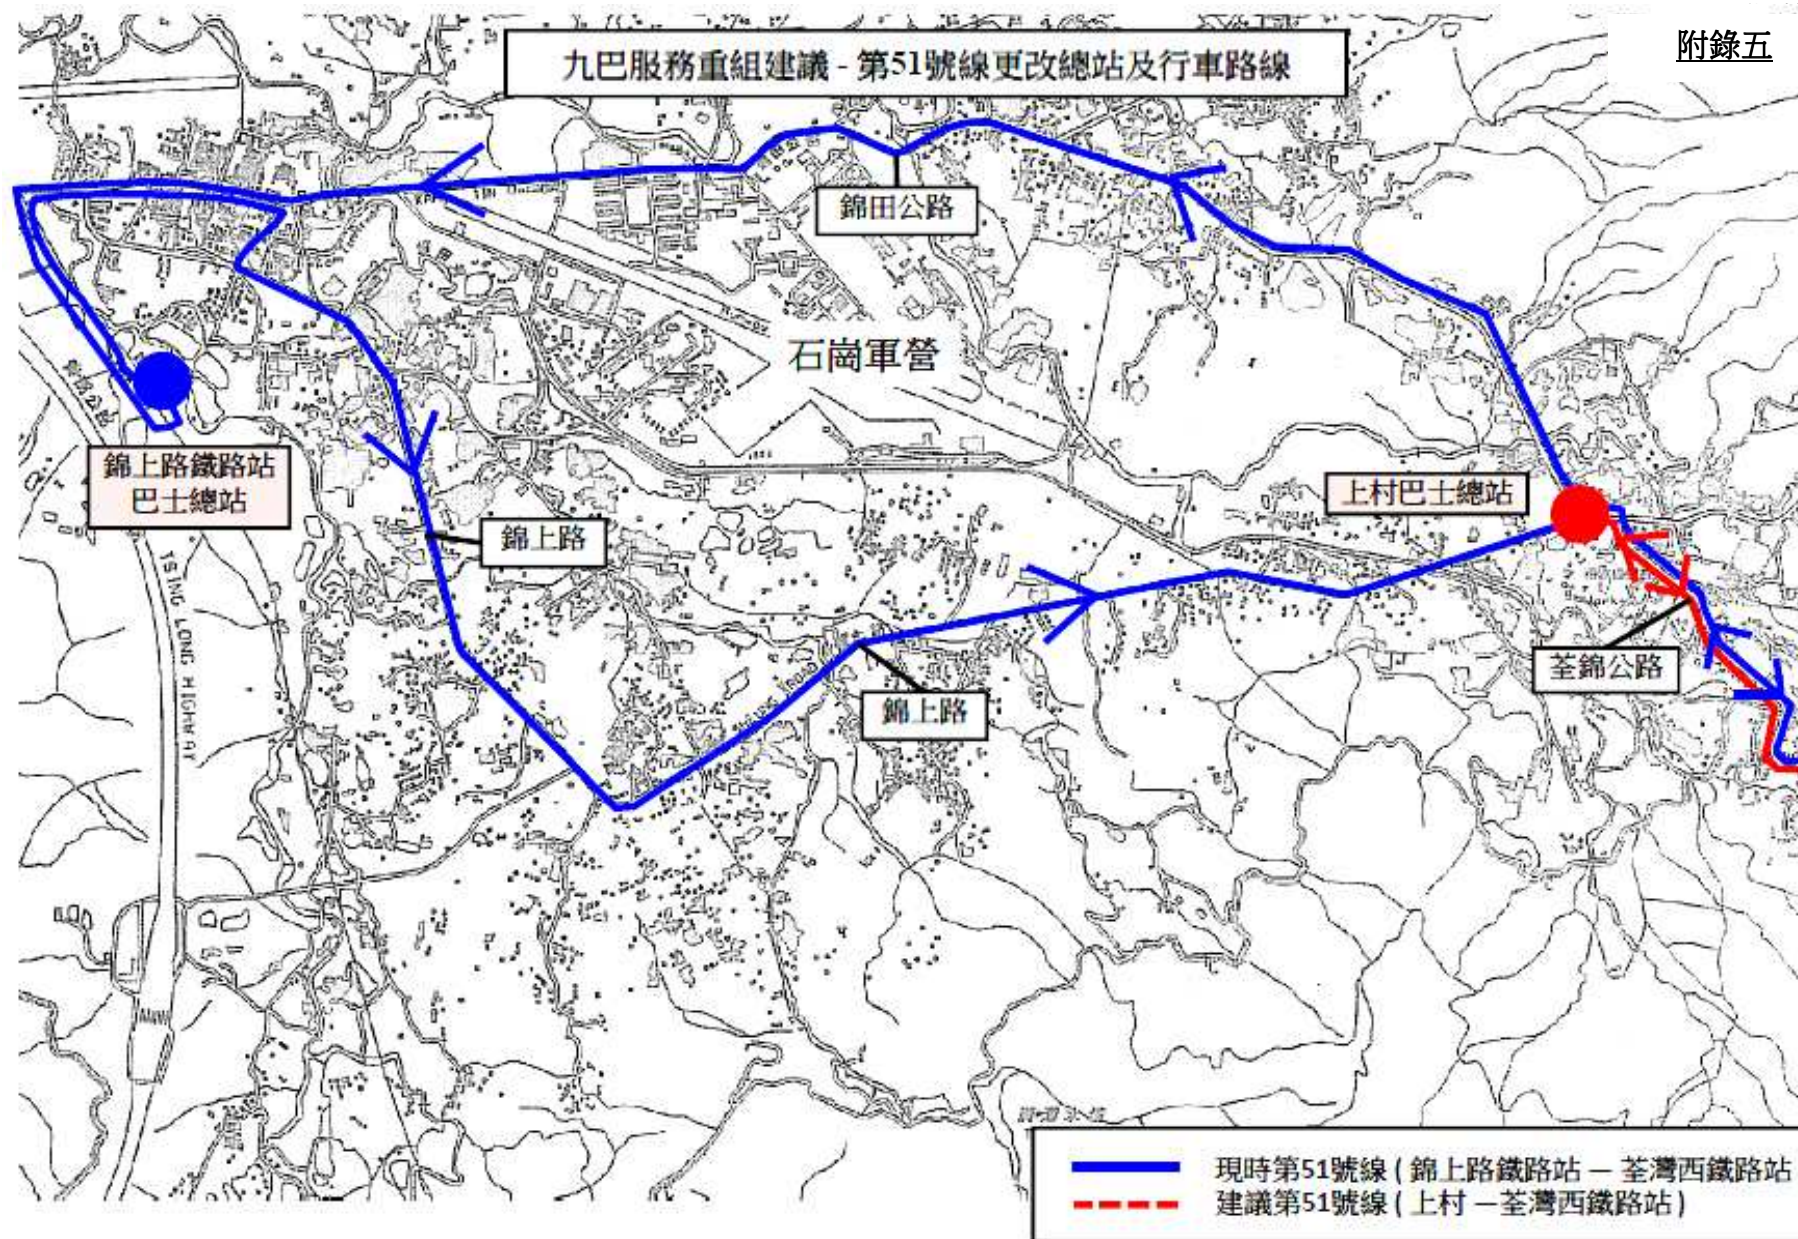 附錄五
九巴服務重組建議 - 第51號線更改總站及行車路線
錦田公路
石崗軍營
錦上路鐵路站
巴士總站
上村巴士總站
錦上路
荃錦公路
錦上路
TSING LONG HIGHWAY
現時第51號線 ( 錦上路鐵路站 － 荃灣西鐵路站
建議第51號線 ( 上村 －荃灣西鐵路站 )